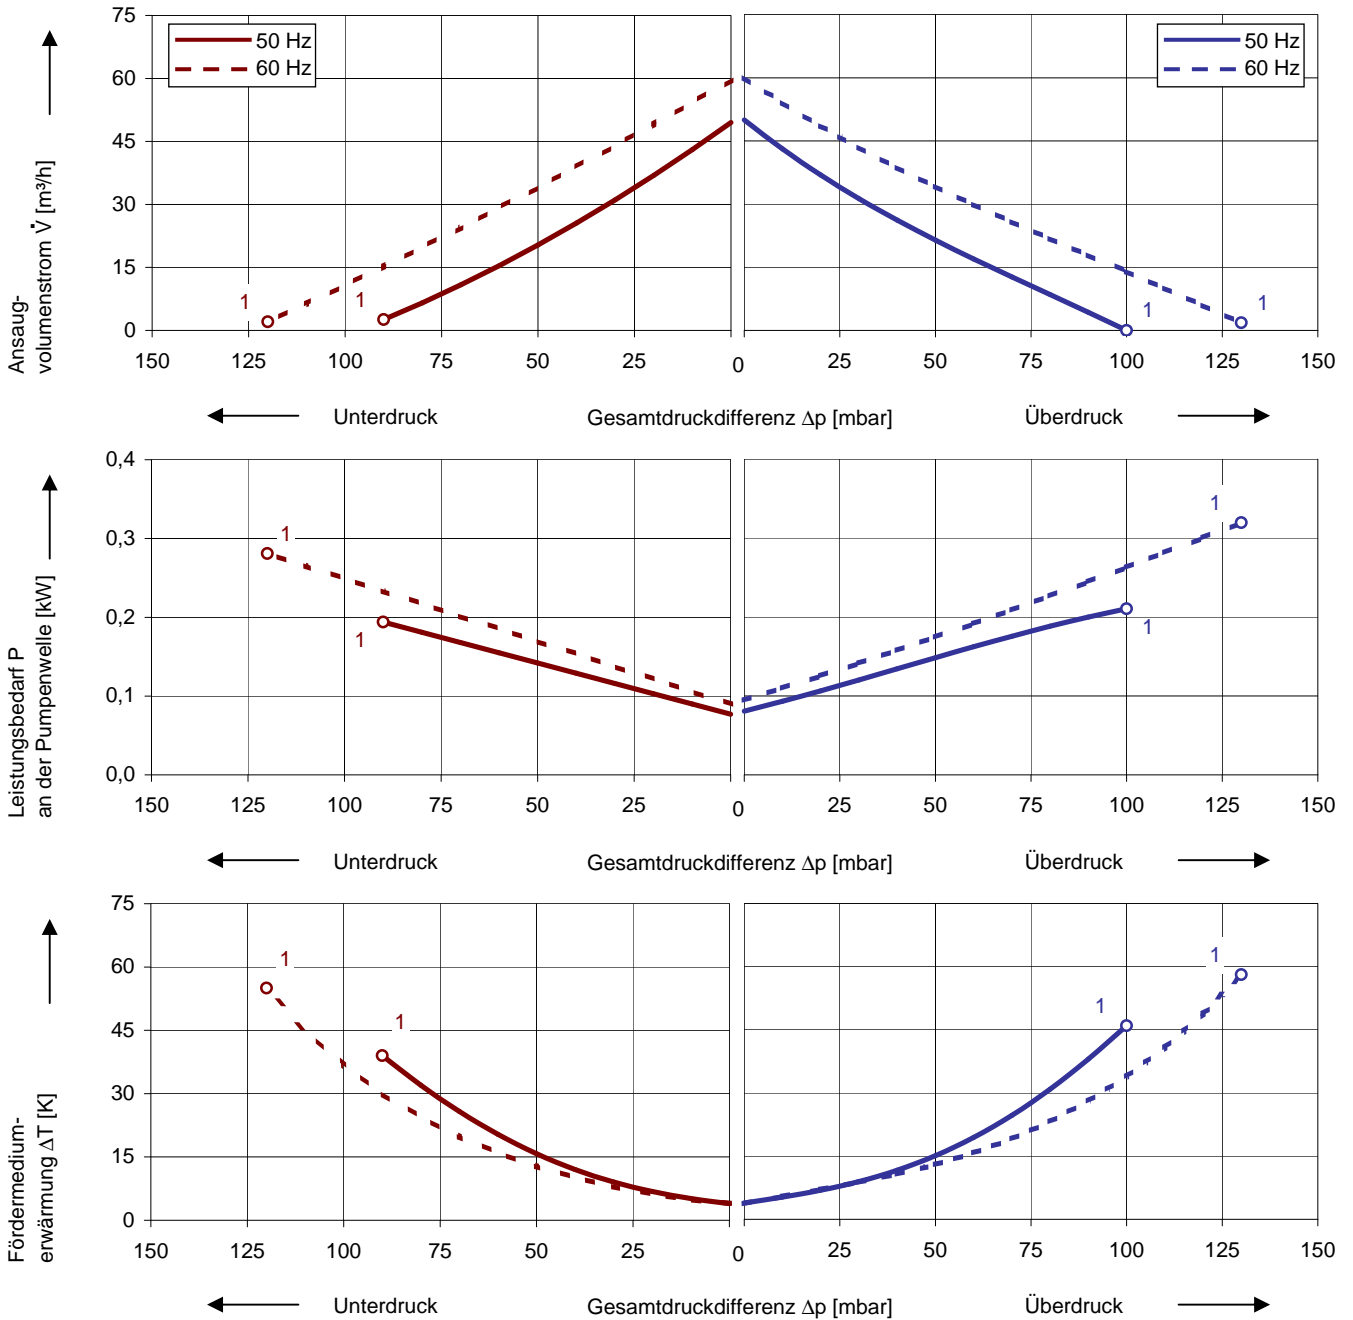 75
60
45
30
15
0
50 Hz
60 Hz
50 Hz
60 Hz
1
1
1
1
Ansaug-
volumenstrom V̇ [m³/h]
150 125 100 75 50 25 0 25 50 75 100 125 150
Unterdruck Gesamtdruckdifferenz Δp [mbar] Überdruck
0,4
0,3
0,2
0,1
0,0
1
1
1
1
Leistungsbedarf P
an der Pumpenwelle [kW]
150 125 100 75 50 25 0 25 50 75 100 125 150
Unterdruck Gesamtdruckdifferenz Δp [mbar] Überdruck
75
60
45
30
15
0
1
1
1
1
Fördermedium-
erwärmung ΔT [K]
150 125 100 75 50 25 0 25 50 75 100 125 150
Unterdruck Gesamtdruckdifferenz Δp [mbar] Überdruck